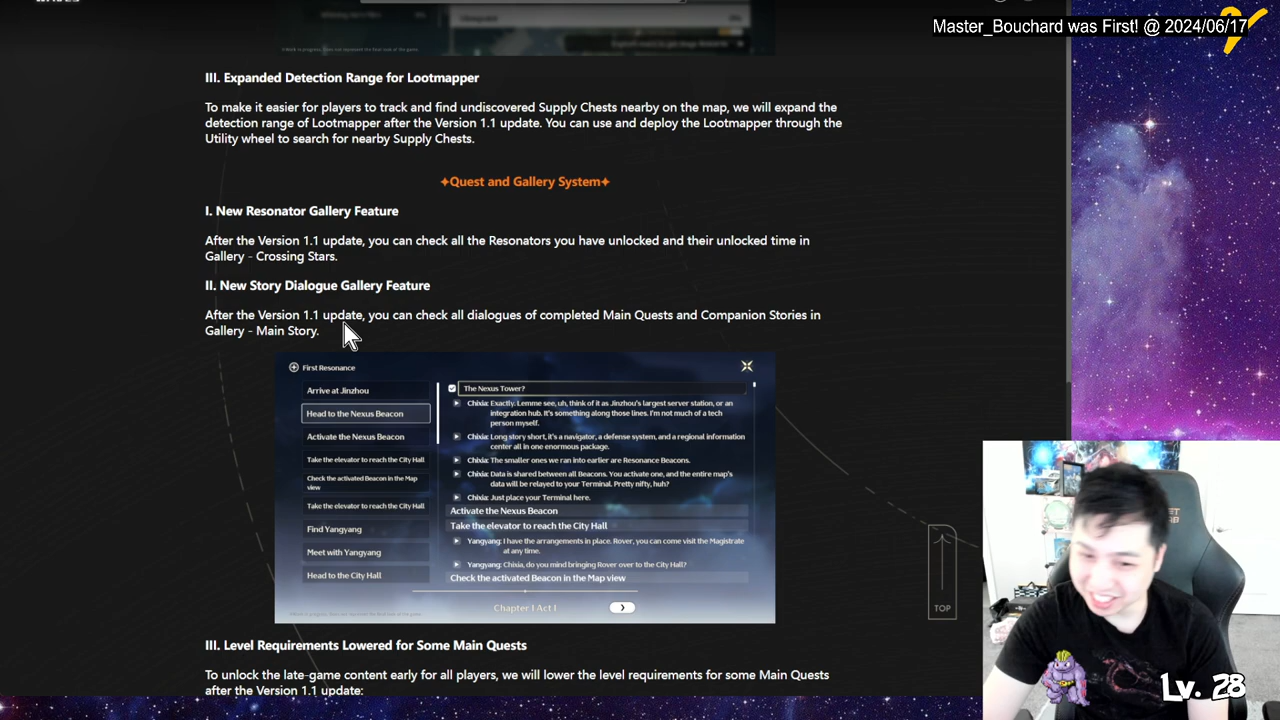 Master_Bouchard was First! @ 2024/06/17
III. Expanded Detection Range for Lootmapper
To make it easier for players to track and find undiscovered Supply Chests nearby on the map, we will expand the
detection range of Lootmapper after the Version 1.1 update. You can use and deploy the Lootmapper through the
Utility wheel to search for nearby Supply Chests.
✦Quest and Gallery System✦
I. New Resonator Gallery Feature
After the Version 1.1 update, you can check all the Resonators you have unlocked and their unlocked time in
Gallery - Crossing Stars.
II. New Story Dialogue Gallery Feature
After the Version 1.1 update, you can check all dialogues of completed Main Quests and Companion Stories in
Gallery - Main Story.
First Resonance
Arrive at Jinzhou
Head to the Nexus Beacon
Activate the Nexus Beacon
Take the elevator to reach the City Hall
Check the activated Beacon in the Map
view
Take the elevator to reach the City Hall
Find Yangyang
Meet with Yangyang
Head to the City Hall
The Nexus Tower?
Chixia: Exactly. Lemme see, uh, think of it as Jinzhou's largest server station, or an
integration hub. It's something along those lines. I'm not much of a tech
person myself.
Chixia: Long story short, it's a navigator, a defense system, and a regional information
center all in one enormous package.
Chixia: The smaller ones we ran into earlier are Resonance Beacons.
Chixia: Data is shared between all Beacons. You activate one, and the entire map's
data will be relayed to your Terminal. Pretty nifty, huh?
Chixia: Just place your Terminal here.
Activate the Nexus Beacon
Take the elevator to reach the City Hall
Yangyang: I have the arrangements in place. Rover, you can come visit the Magistrate
at any time.
Yangyang: Chixia, do you mind bringing Rover over to the City Hall?
Check the activated Beacon in the Map view
Chapter I Act I
TOP
III. Level Requirements Lowered for Some Main Quests
To unlock the late-game content early for all players, we will lower the level requirements for some Main Quests
after the Version 1.1 update:
Lv. 28